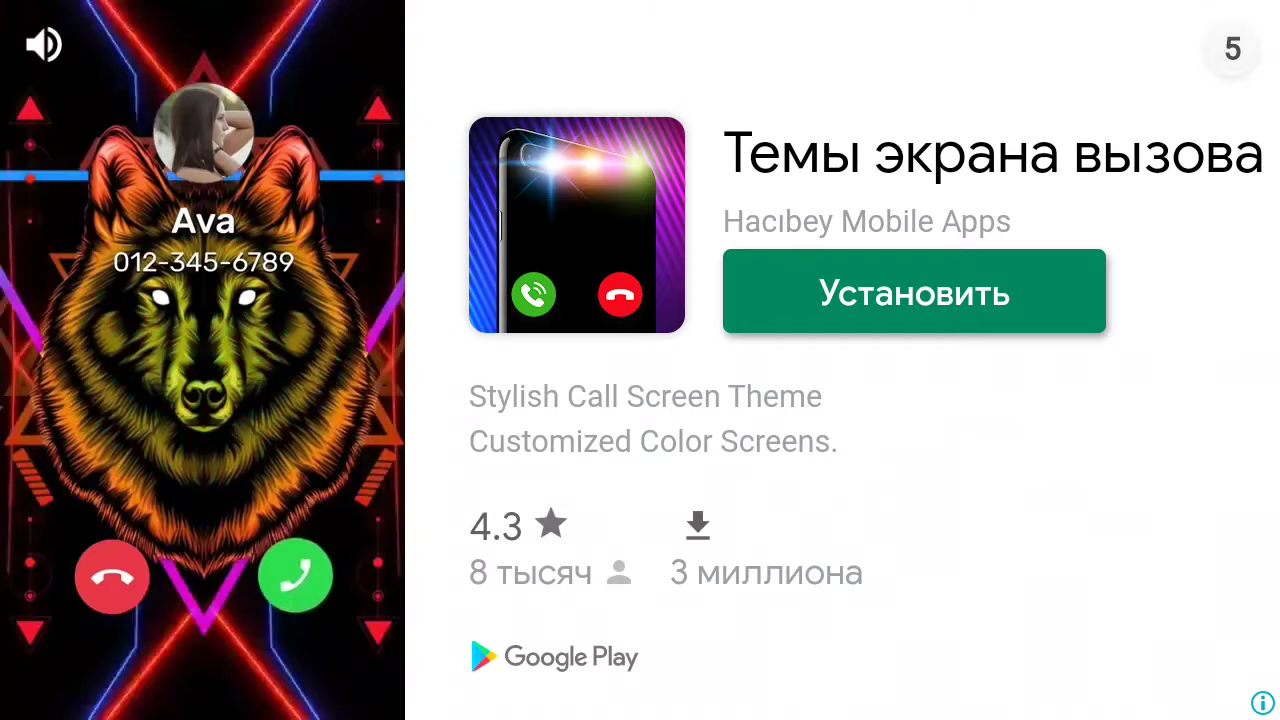 Ava
012-345-6789
5
Темы экрана вызова
Hacıbey Mobile Apps
Установить
Stylish Call Screen Theme
Customized Color Screens.
4.3
8 тысяч
3 миллиона
Google Play